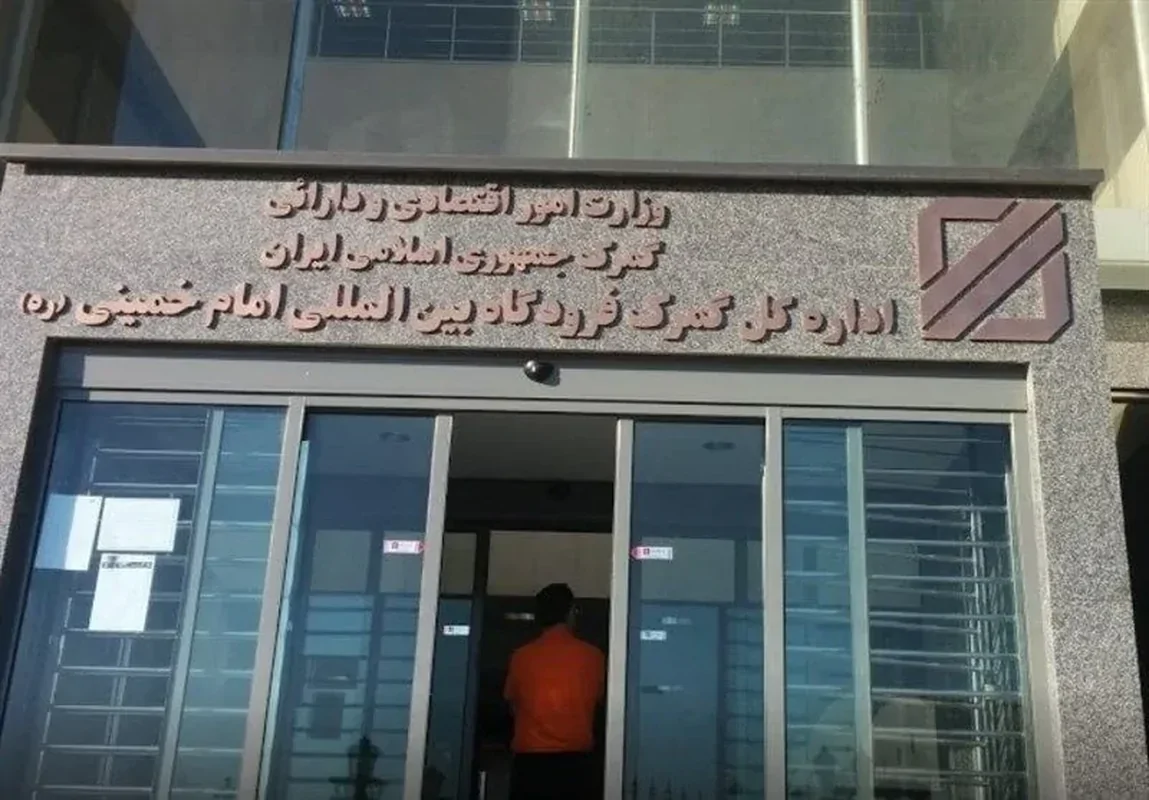 وزارت امور اقتصادی و دارائی
گمرک جمهوری اسلامی ایران
اداره کل گمرک فرودگاه بین المللی امام خمینی (ره)